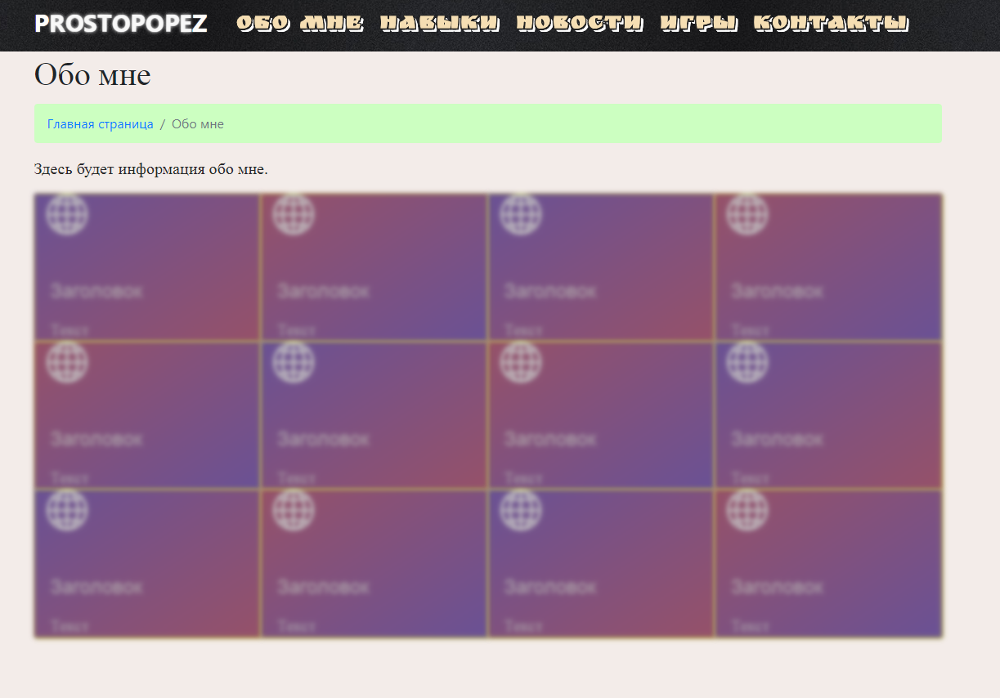 PROSTOPOPEZ ОБО МНЕ НАВЫКИ НОВОСТИ ИГРЫ КОНТАКТЫ
Обо мне
Главная страница / Обо мне
Здесь будет информация обо мне.
Заголовок Заголовок Заголовок Заголовок
Текст Текст Текст Текст
Заголовок Заголовок Заголовок Заголовок
Текст Текст Текст Текст
Заголовок Заголовок Заголовок Заголовок
Текст Текст Текст Текст